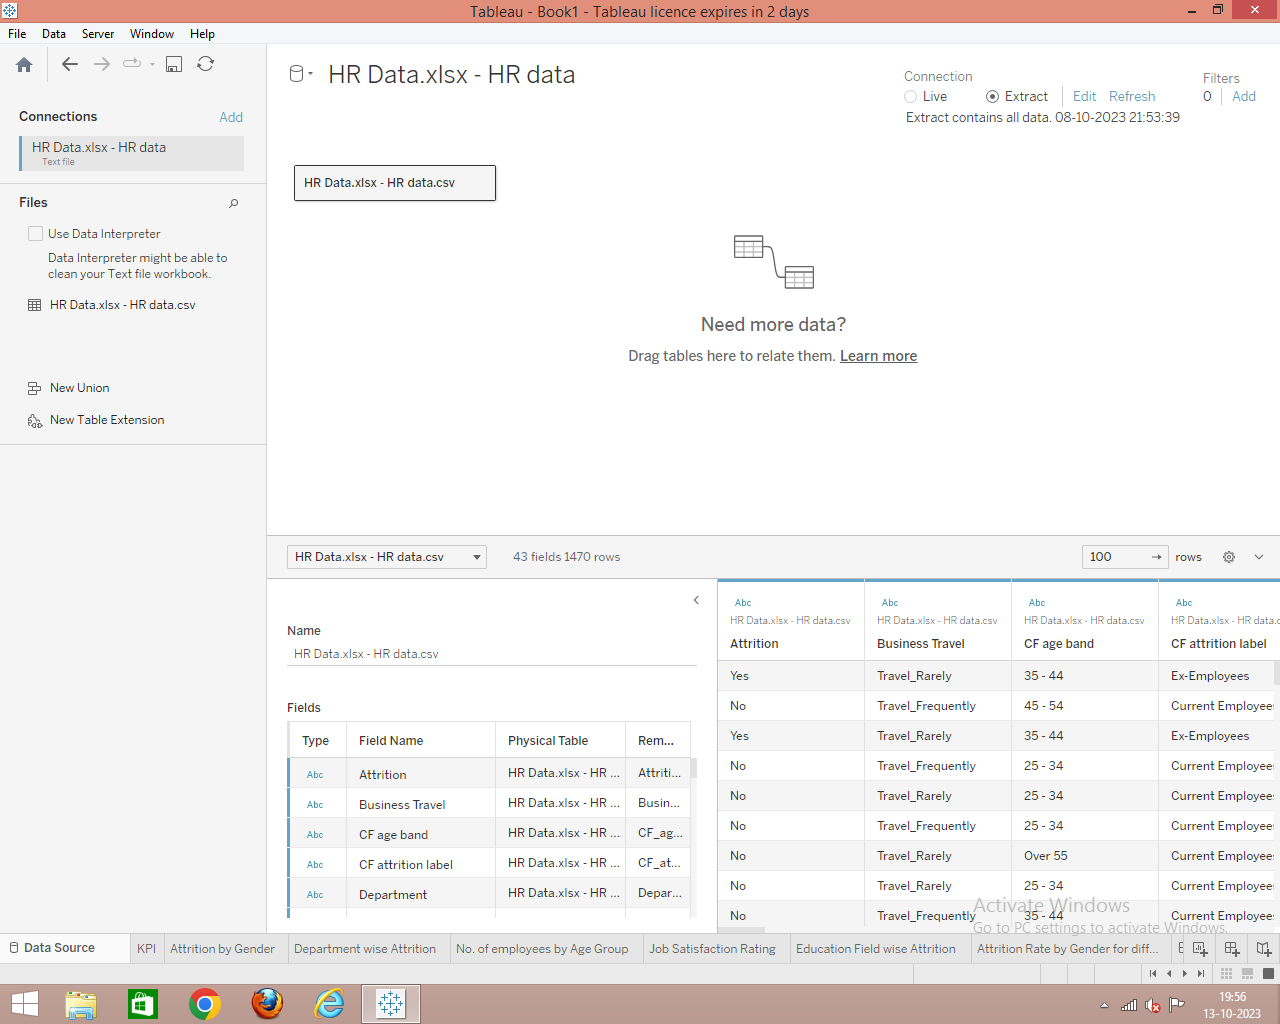 Tableau - Book1 - Tableau licence expires in 2 days
File Data Server Window Help
HR Data.xlsx - HR data
Connection
Live Extract Edit Refresh
Extract contains all data. 08-10-2023 21:53:39
Filters
0 Add
Connections Add
HR Data.xlsx - HR data
Text file
Files
Use Data Interpreter
Data Interpreter might be able to
clean your Text file workbook.
HR Data.xlsx - HR data.csv
New Union
New Table Extension
HR Data.xlsx - HR data.csv
Need more data?
Drag tables here to relate them. Learn more
HR Data.xlsx - HR data.csv 43 fields 1470 rows 100 rows
Name
HR Data.xlsx - HR data.csv
Fields
Type Field Name Physical Table Rem...
Abc Attrition HR Data.xlsx - HR ... Attriti...
Abc Business Travel HR Data.xlsx - HR ... Busin...
Abc CF age band HR Data.xlsx - HR ... CF_ag...
Abc CF attrition label HR Data.xlsx - HR ... CF_at...
Abc Department HR Data.xlsx - HR ... Depar...
Abc Abc Abc Abc
HR Data.xlsx - HR data.csv HR Data.xlsx - HR data.csv HR Data.xlsx - HR data.csv HR Data.xlsx - HR data.c
Attrition Business Travel CF age band CF attrition label
Yes Travel_Rarely 35 - 44 Ex-Employees
No Travel_Frequently 45 - 54 Current Employee
Yes Travel_Rarely 35 - 44 Ex-Employees
No Travel_Frequently 25 - 34 Current Employee
No Travel_Rarely 25 - 34 Current Employee
No Travel_Frequently 25 - 34 Current Employee
No Travel_Rarely Over 55 Current Employee
No Travel_Rarely 25 - 34 Current Employee
No Travel_Frequently 35 - 44 Current Employee
Activate Windows
Go to PC settings to activate Windows.
Data Source KPI Attrition by Gender Department wise Attrition No. of employees by Age Group Job Satisfaction Rating Education Field wise Attrition Attrition Rate by Gender for diff... E
19:56
13-10-2023